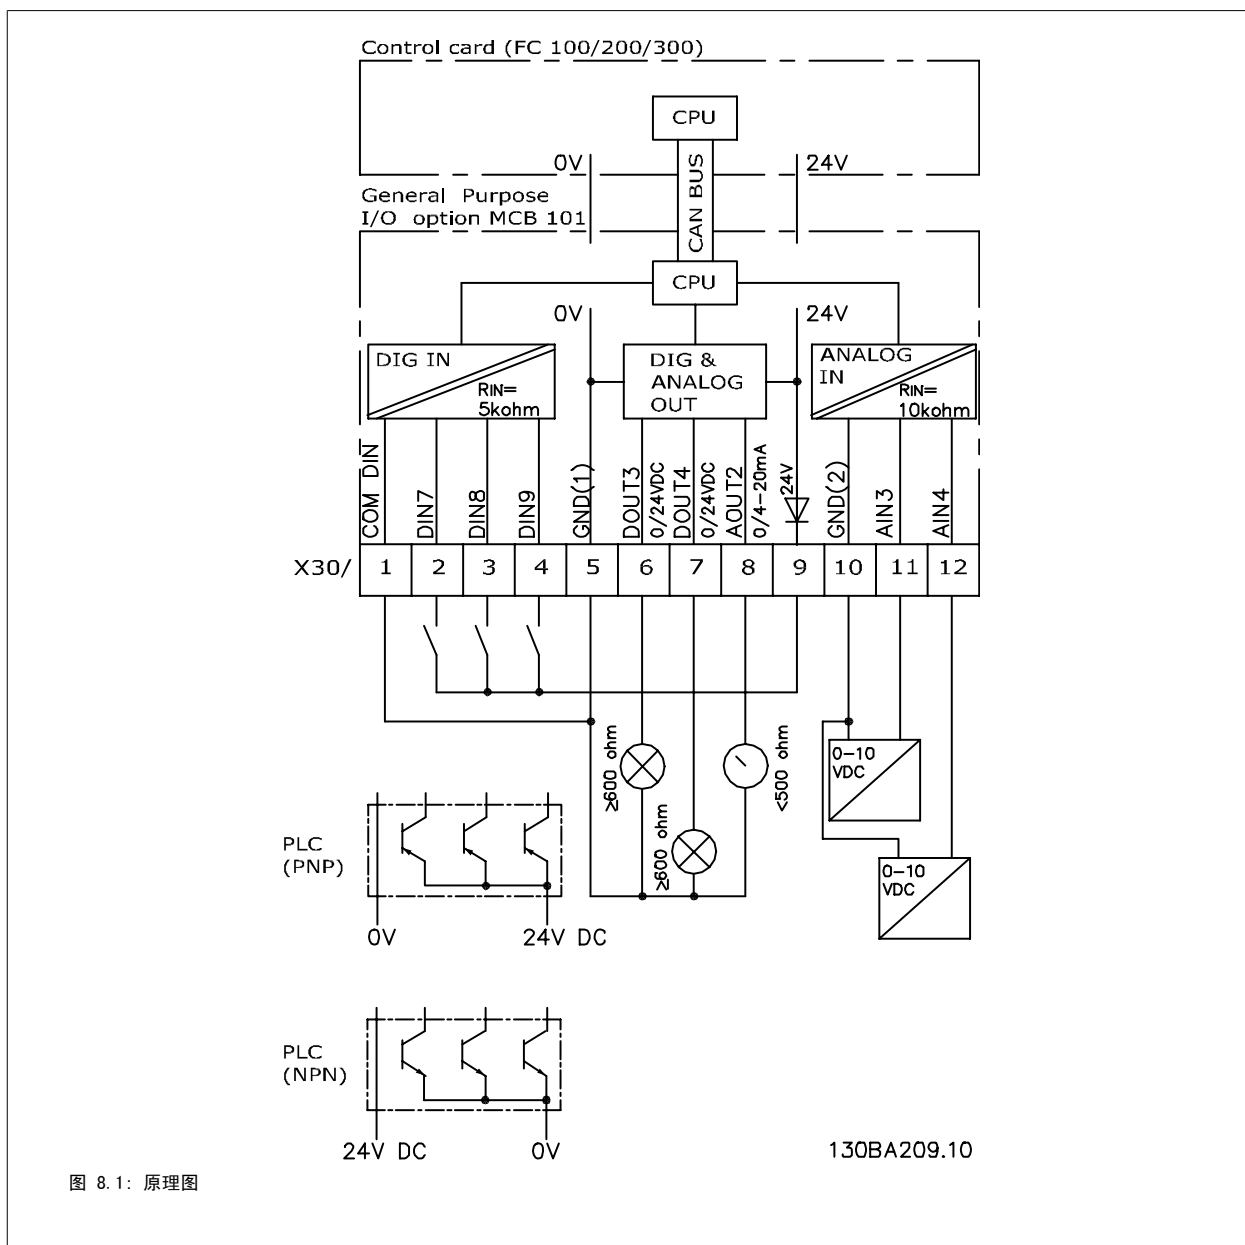 Control card (FC 100/200/300)
CPU
0V
24V
CAN BUS
General Purpose
I/O option MCB 101
CPU
0V
24V
DIG IN
RIN=
5kohm
DIG &
ANALOG
OUT
ANALOG
IN
RIN=
10kohm
COM DIN
DIN7
DIN8
DIN9
GND(1)
DOUT3
0/24VDC
DOUT4
0/24VDC
AOUT2
0/4-20mA
24V
GND(2)
AIN3
AIN4
X30/ 1 2 3 4 5 6 7 8 9 10 11 12
≥600 ohm
<500 ohm
0-10
VDC
≥600 ohm
0-10
VDC
PLC
(PNP)
0V
24V DC
PLC
(NPN)
24V DC
0V
130BA209.10
图 8.1: 原理图